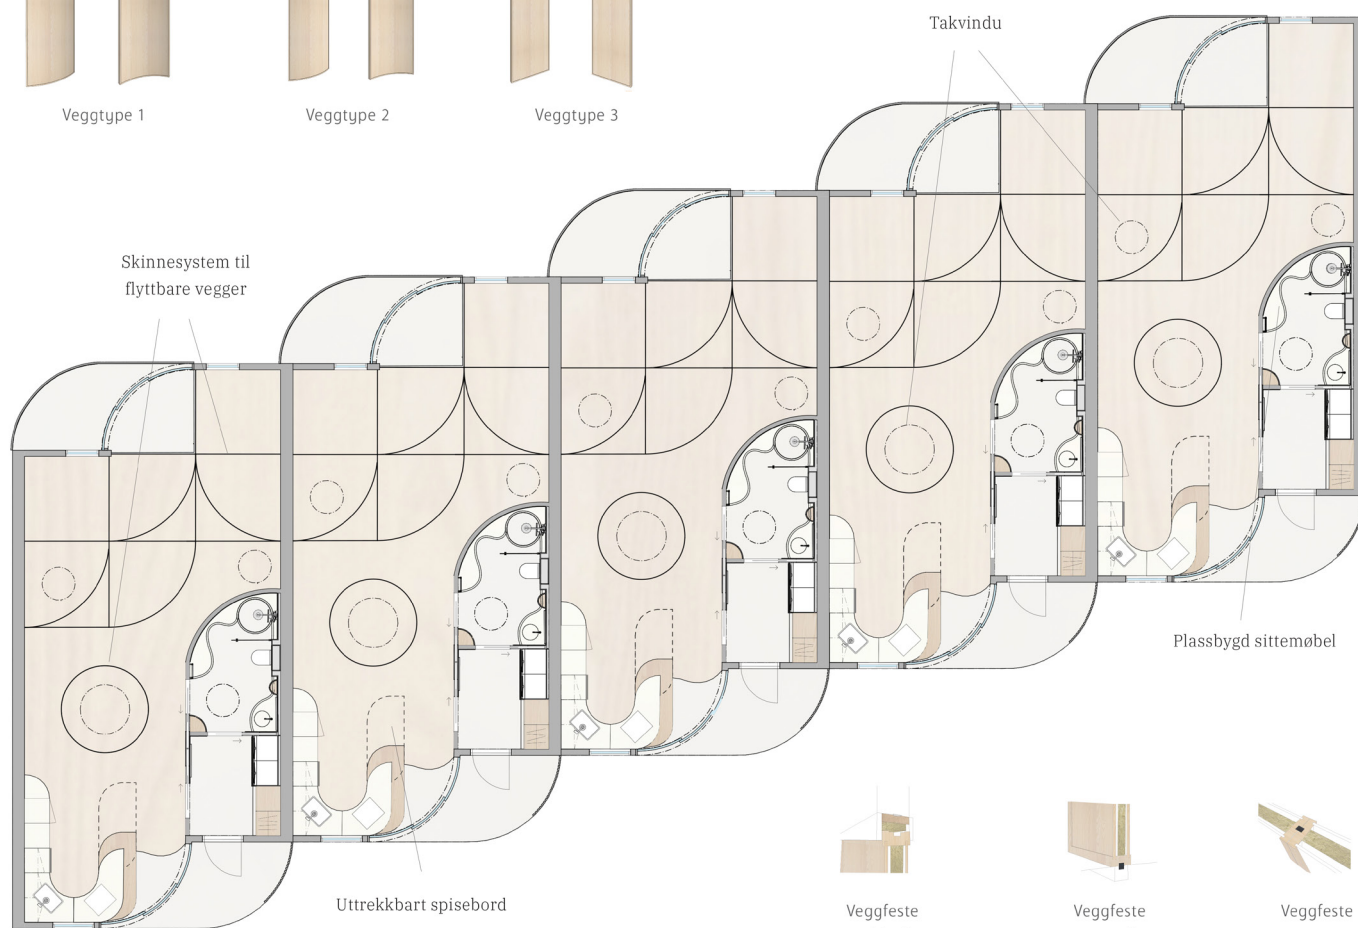 Takvindu
Veggtype 1
Veggtype 2
Veggtype 3
Skinnesystem til
flyttbare vegger
Plassbygd sittemøbel
Uttrekkbart spisebord
Veggfeste
Veggfeste
Veggfeste